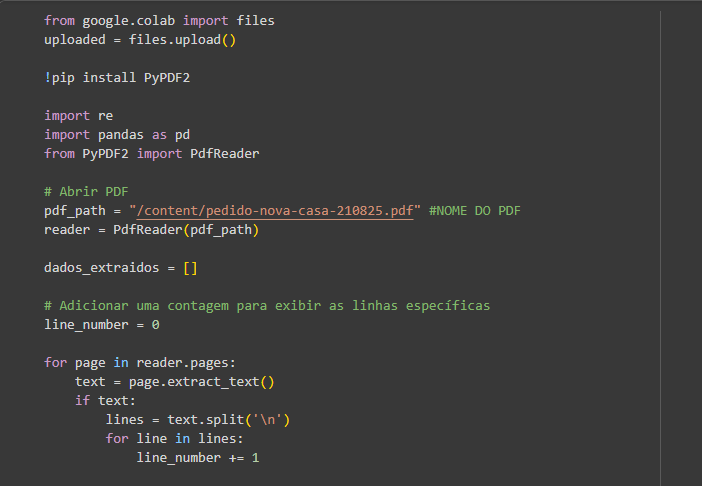 from google.colab import files
uploaded = files.upload()
!pip install PyPDF2
import re
import pandas as pd
from PyPDF2 import PdfReader
# Abrir PDF
pdf_path = "/content/pedido-nova-casa-210825.pdf" #NOME DO PDF
reader = PdfReader(pdf_path)
dados_extraidos = []
# Adicionar uma contagem para exibir as linhas específicas
line_number = 0
for page in reader.pages:
    text = page.extract_text()
    if text:
        lines = text.split('\n')
        for line in lines:
            line_number += 1